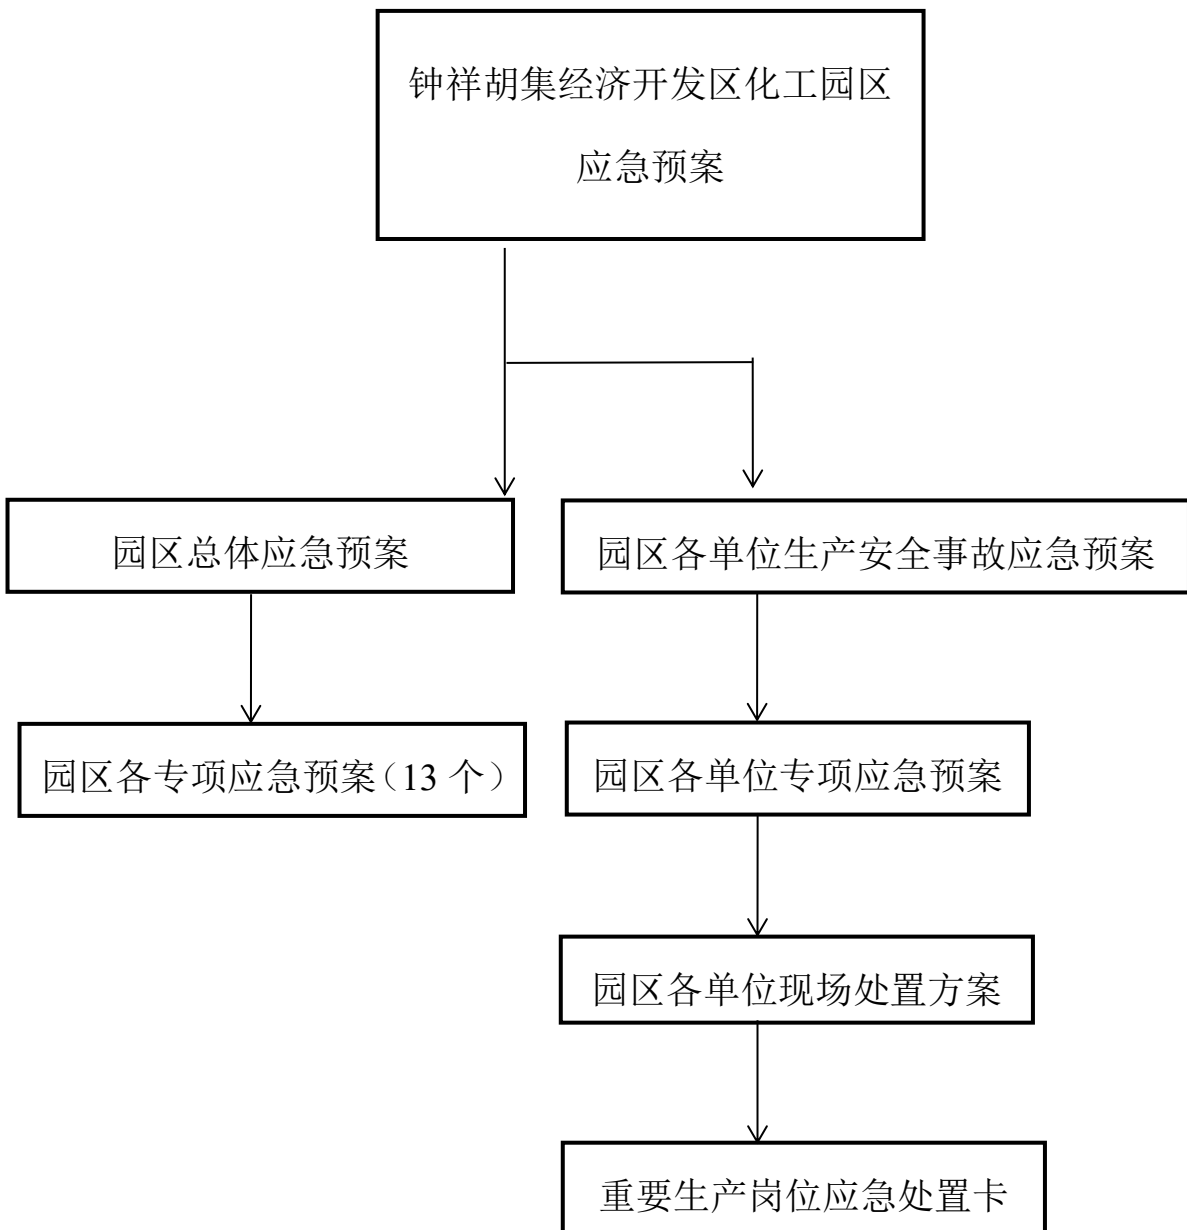 钟祥胡集经济开发区化工园区
应急预案
园区总体应急预案
园区各单位生产安全事故应急预案
园区各专项应急预案（13 个）
园区各单位专项应急预案
园区各单位现场处置方案
重要生产岗位应急处置卡